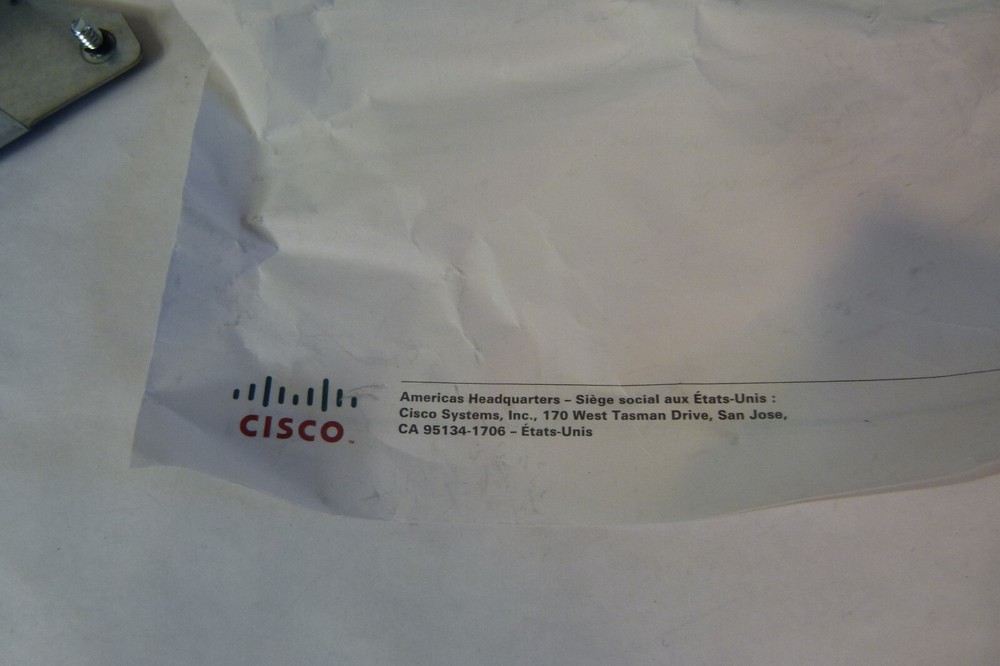 CISCO™
Americas Headquarters – Siège social aux États-Unis :
Cisco Systems, Inc., 170 West Tasman Drive, San Jose,
CA 95134-1706 – États-Unis